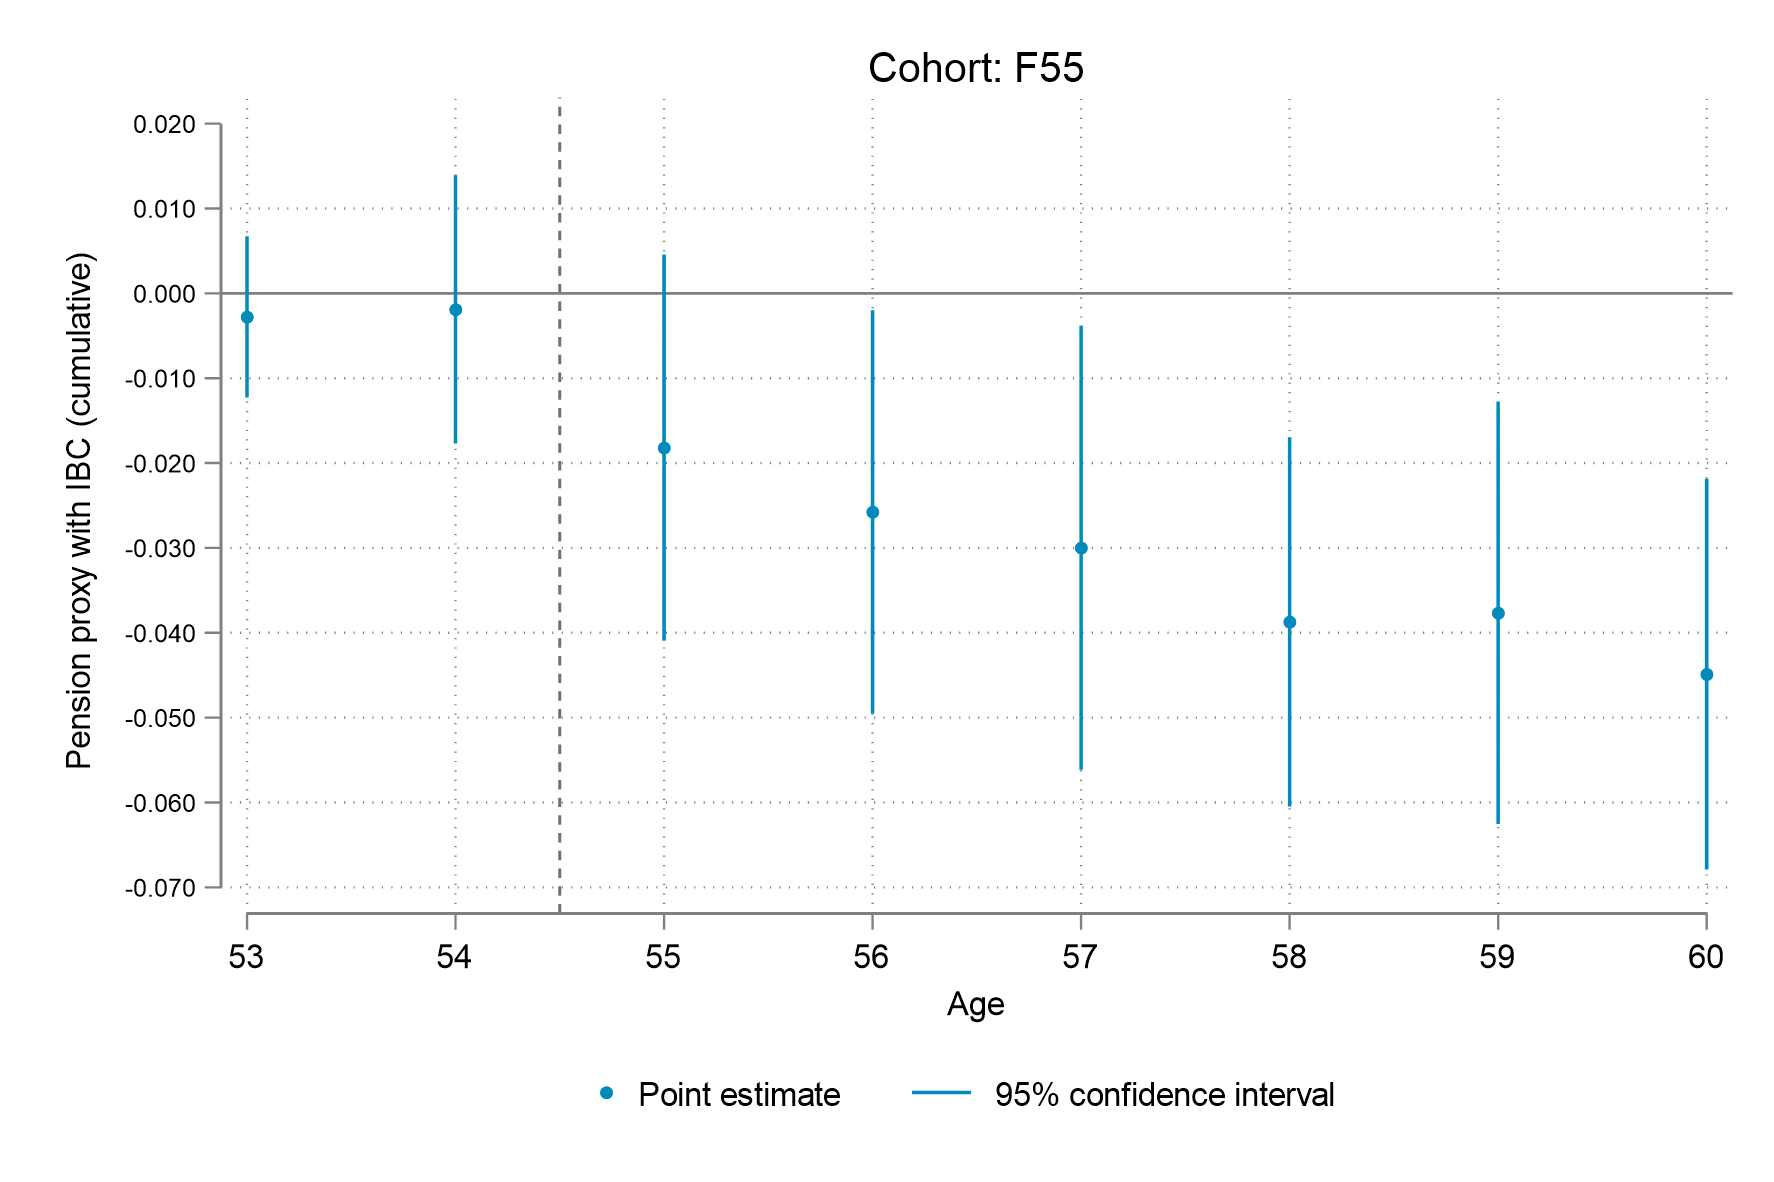 Cohort: F55
Pension proxy with IBC (cumulative)
0.020
0.010
0.000
-0.010
-0.020
-0.030
-0.040
-0.050
-0.060
-0.070
53 54 55 56 57 58 59 60
Age
Point estimate 95% confidence interval